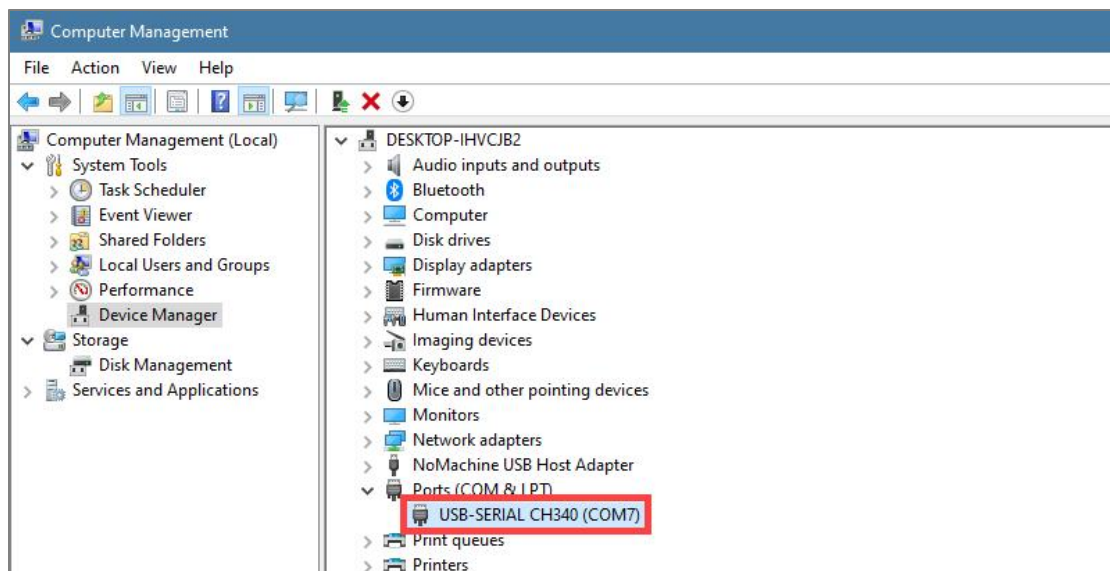 Computer Management
File Action View Help
Computer Management (Local)
System Tools
Task Scheduler
Event Viewer
Shared Folders
Local Users and Groups
Performance
Device Manager
Storage
Disk Management
Services and Applications
DESKTOP-IHVCJB2
Audio inputs and outputs
Bluetooth
Computer
Disk drives
Display adapters
Firmware
Human Interface Devices
Imaging devices
Keyboards
Mice and other pointing devices
Monitors
Network adapters
NoMachine USB Host Adapter
Ports (COM & LPT)
USB-SERIAL CH340 (COM7)
Print queues
Printers